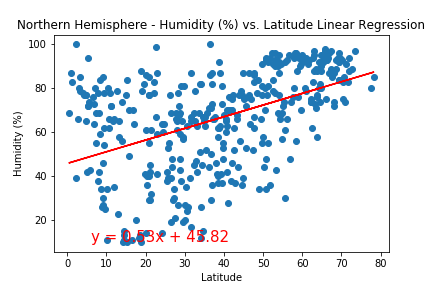 Northern Hemisphere - Humidity (%) vs. Latitude Linear Regression
100
80
60
40
20
Humidity (%)
y = 0.53x + 45.82
0 10 20 30 40 50 60 70 80
Latitude